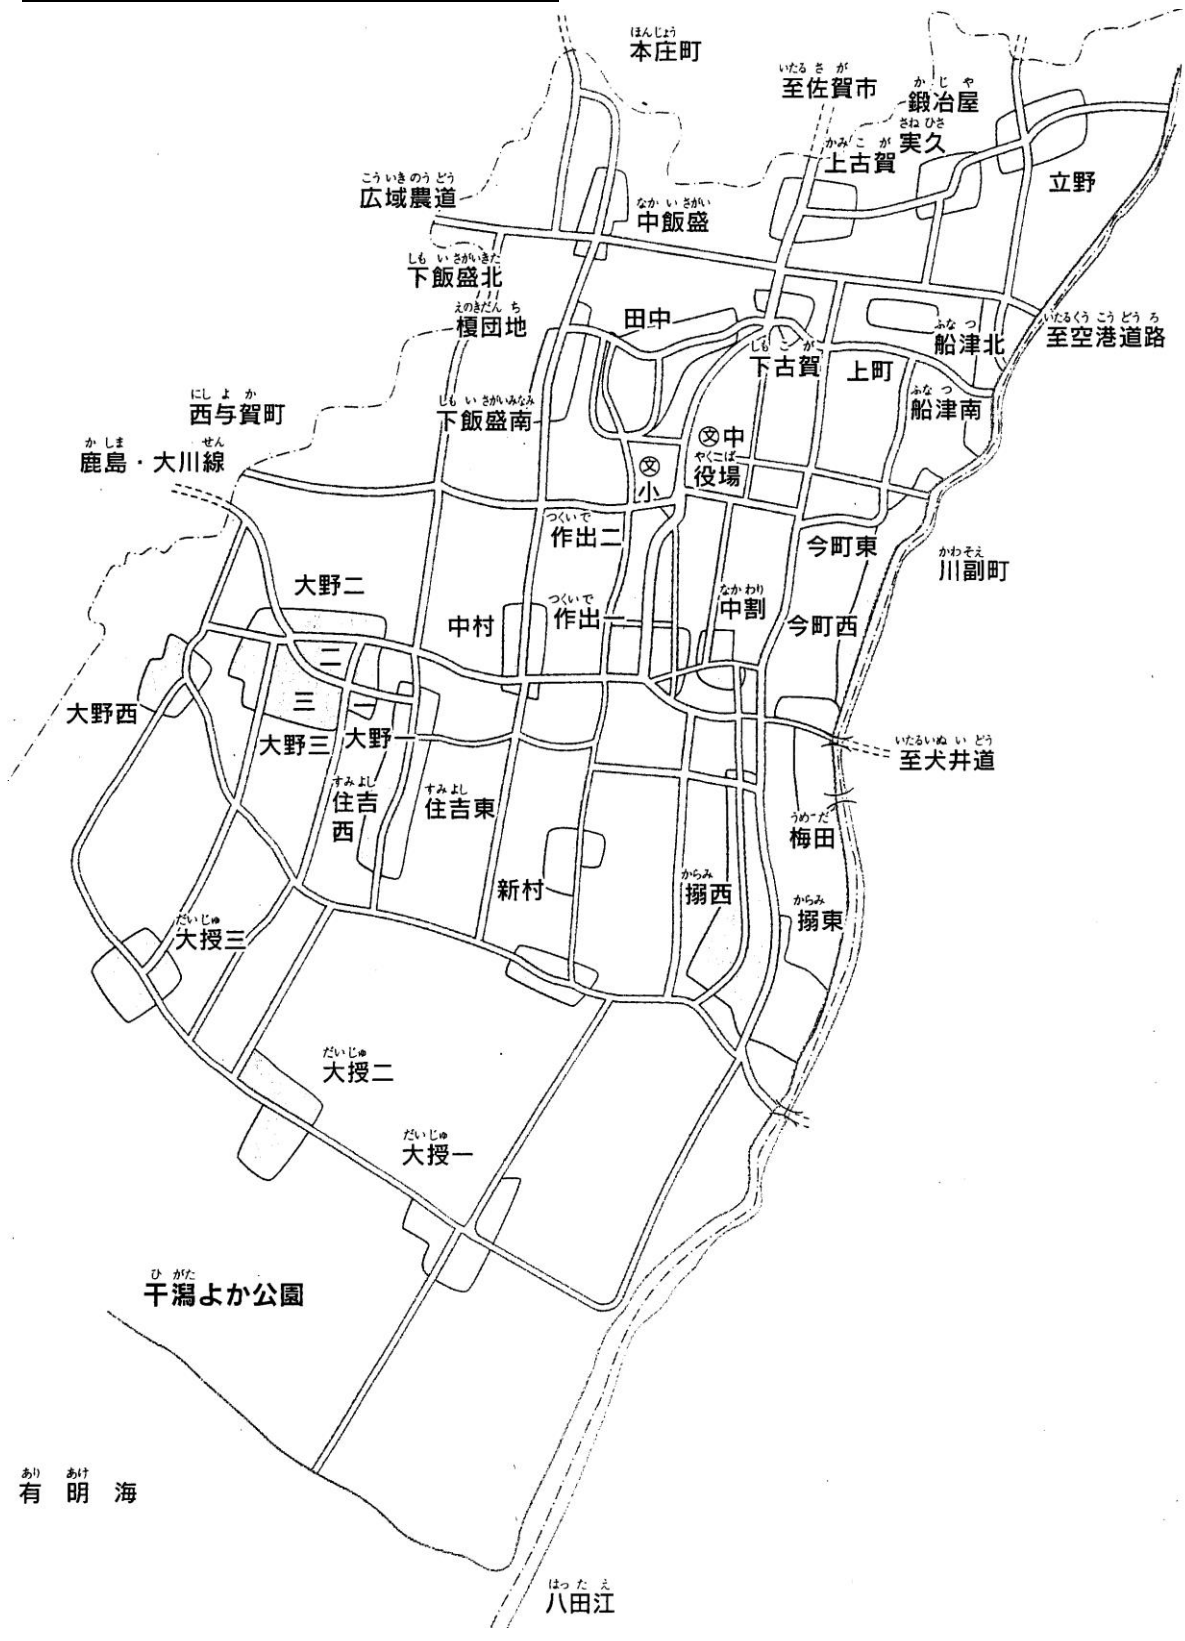 ほんじょう
本庄町
いたる さ が
至佐賀市
か じ や
鍛冶屋
さね ひさ
実久
かみ こ が
上古賀
立野
こう いき のう どう
広域農道
なか い さがい
中飯盛
しも い さがいきた
下飯盛北
えのきだん ち
榎団地
田中
しも こ が
下古賀
上町
ふな つ
船津北
いたるくう こう どう ろ
至空港道路
ふな つ
船津南
にし よ か
西与賀町
しも い さがいみなみ
下飯盛南
か しま せん
鹿島・大川線
文中
やくば
役場
文
小
つくいで
作出二
今町東
かわそえ
川副町
大野二
中村
つくいで
作出一
なかわり
中割
今町西
二
三
一
大野西
大野三
大野一
いたるいぬ い どう
至犬井道
すみよし
住吉
西
すみよし
住吉東
うめ だ
梅田
新村
からみ
搦西
からみ
搦東
だいじゅ
大授三
だいじゅ
大授二
だいじゅ
大授一
ひ がた
干潟よか公園
あり あけ
有明海
はっ た え
八田江